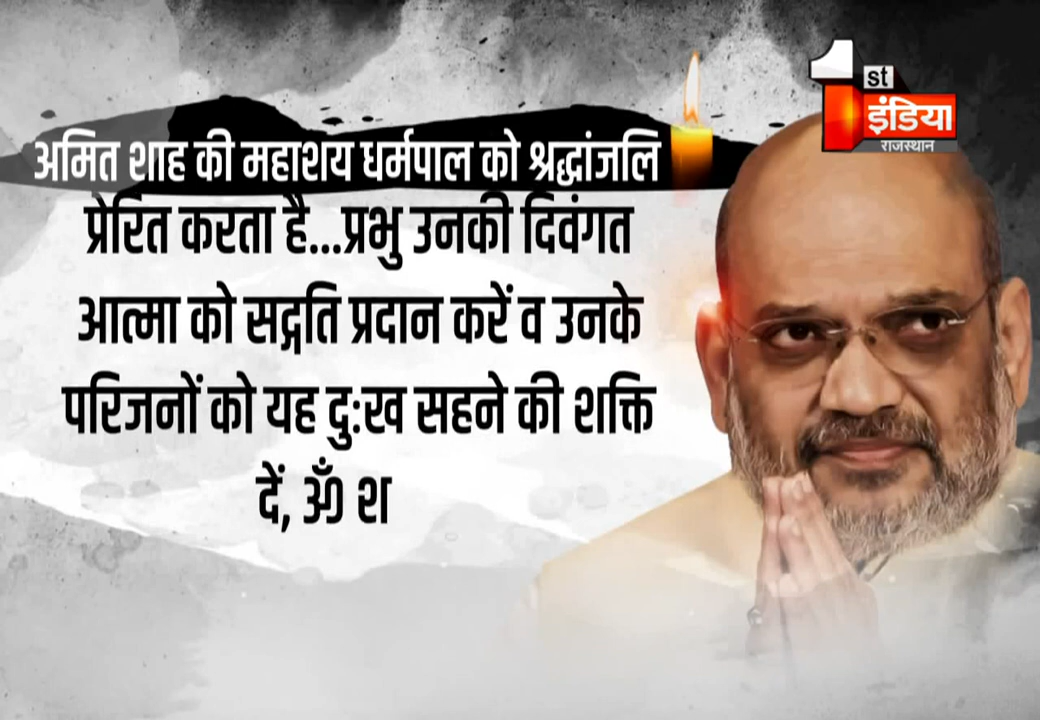 1st
इंडिया
राजस्थान
अमित शाह की महाशय धर्मपाल को श्रद्धांजलि
प्रेरित करता है...प्रभु उनकी दिवंगत
आत्मा को सद्गति प्रदान करें व उनके
परिजनों को यह दुःख सहने की शक्ति
दें, ॐ श